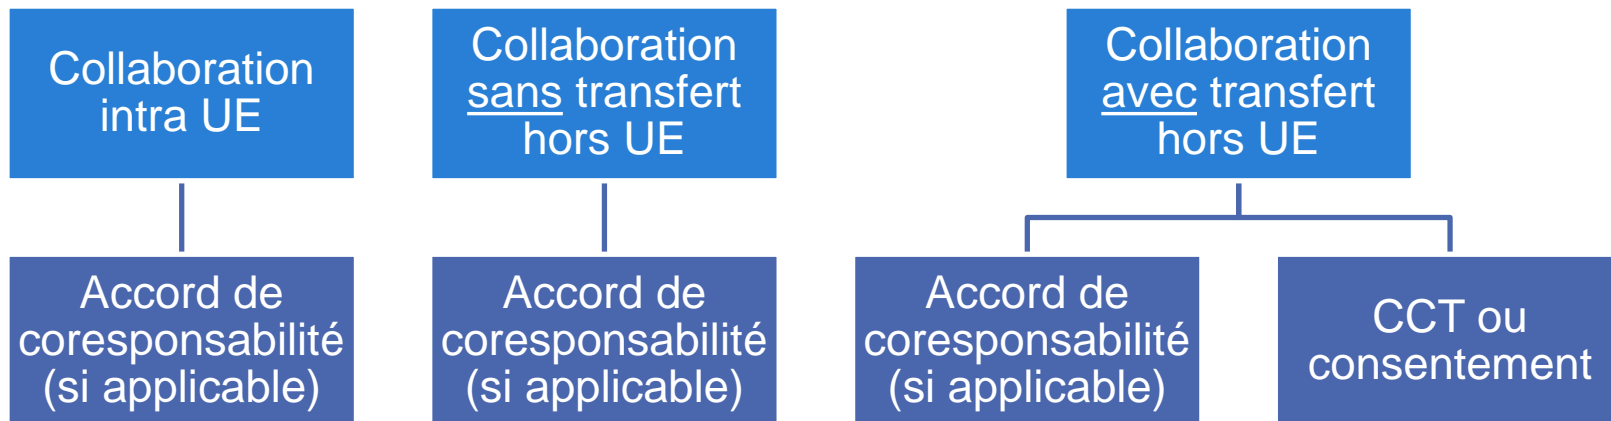 Collaboration
intra UE
Collaboration
sans transfert
hors UE
Collaboration
avec transfert
hors UE
Accord de
coresponsabilité
(si applicable)
Accord de
coresponsabilité
(si applicable)
Accord de
coresponsabilité
(si applicable)
CCT ou
consentement